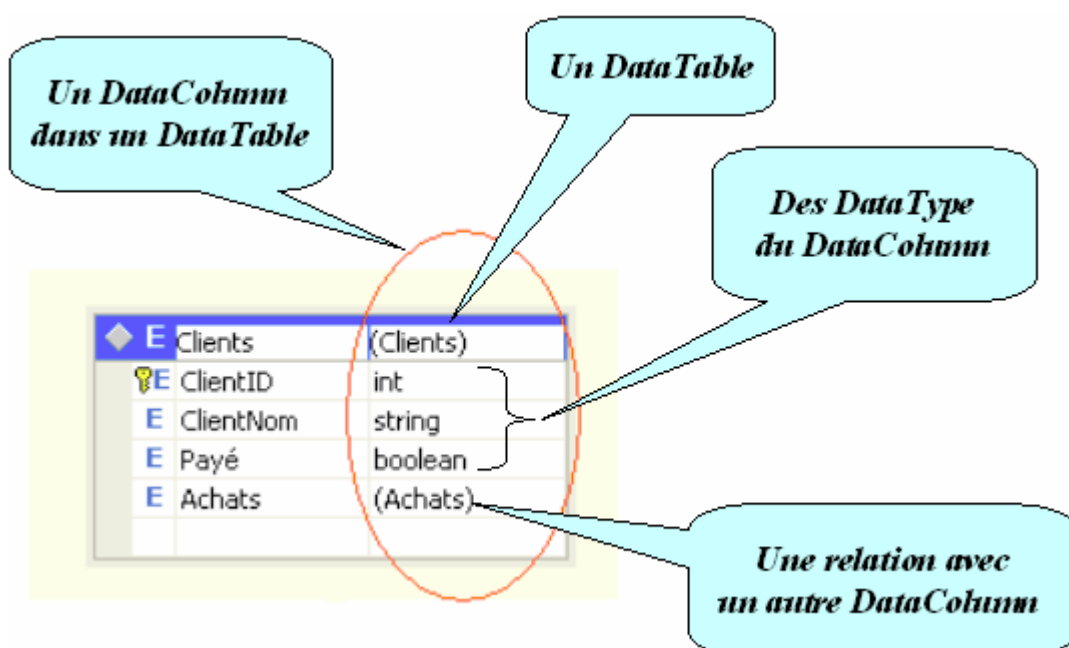 Un DataTable
Un DataColumn
dans un DataTable
Des DataType
du DataColumn
E Clients (Clients)
E ClientID int
E ClientNom string
E Payé boolean
E Achats (Achats)
Une relation avec
un autre DataColumn